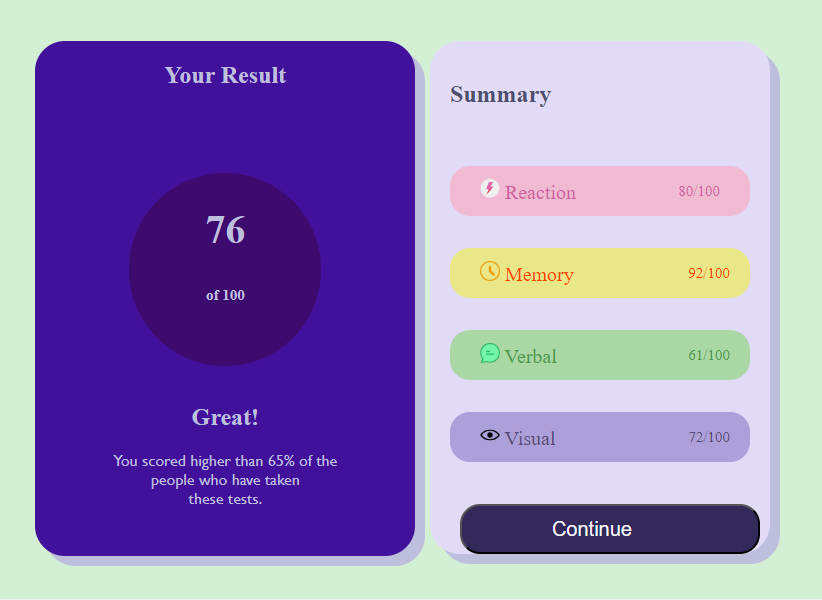 Your Result
76
of 100
Great!
You scored higher than 65% of the
people who have taken
these tests.
Summary
Reaction 80/100
Memory 92/100
Verbal 61/100
Visual 72/100
Continue